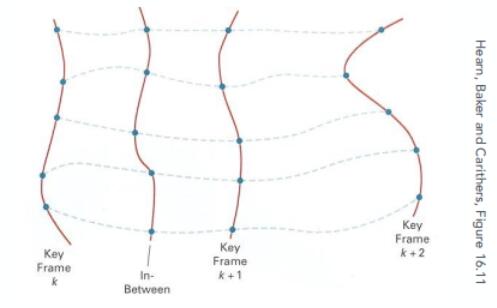 Key
Frame
k
In-
Between
Key
Frame
k + 1
Key
Frame
k + 2
Hearn, Baker and Carithers, Figure 16.11